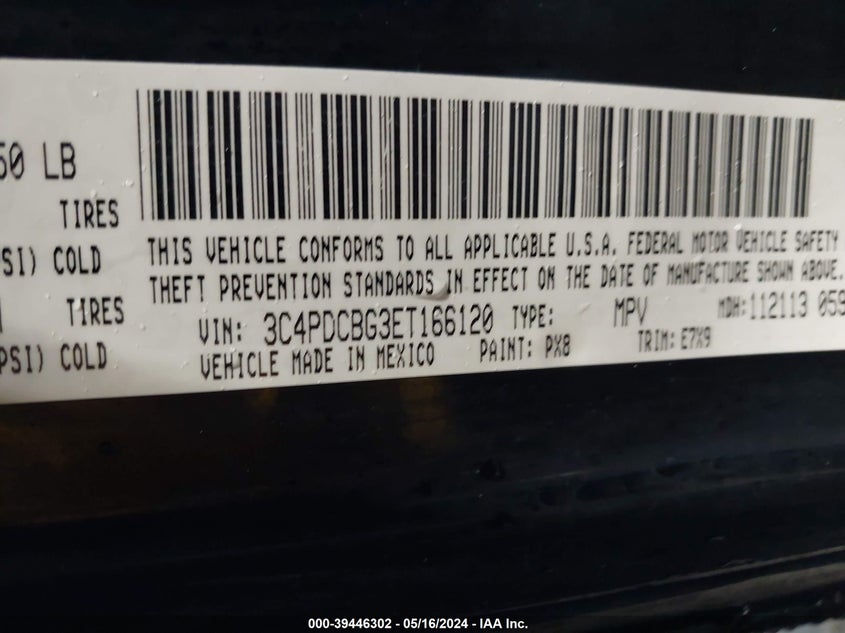 50 LB
TIRES
PSI) COLD
TIRES
PSI) COLD
THIS VEHICLE CONFORMS TO ALL APPLICABLE U.S.A. FEDERAL MOTOR VEHICLE SAFETY
THEFT PREVENTION STANDARDS IN EFFECT ON THE DATE OF MANUFACTURE SHOWN ABOVE.
VIN: 3C4PDCBG3ET166120 TYPE: MPV MDH: 112113 059
VEHICLE MADE IN MEXICO PAINT: PX8 TRIM: E7X9
000-39446302 - 05/16/2024 - IAA Inc.